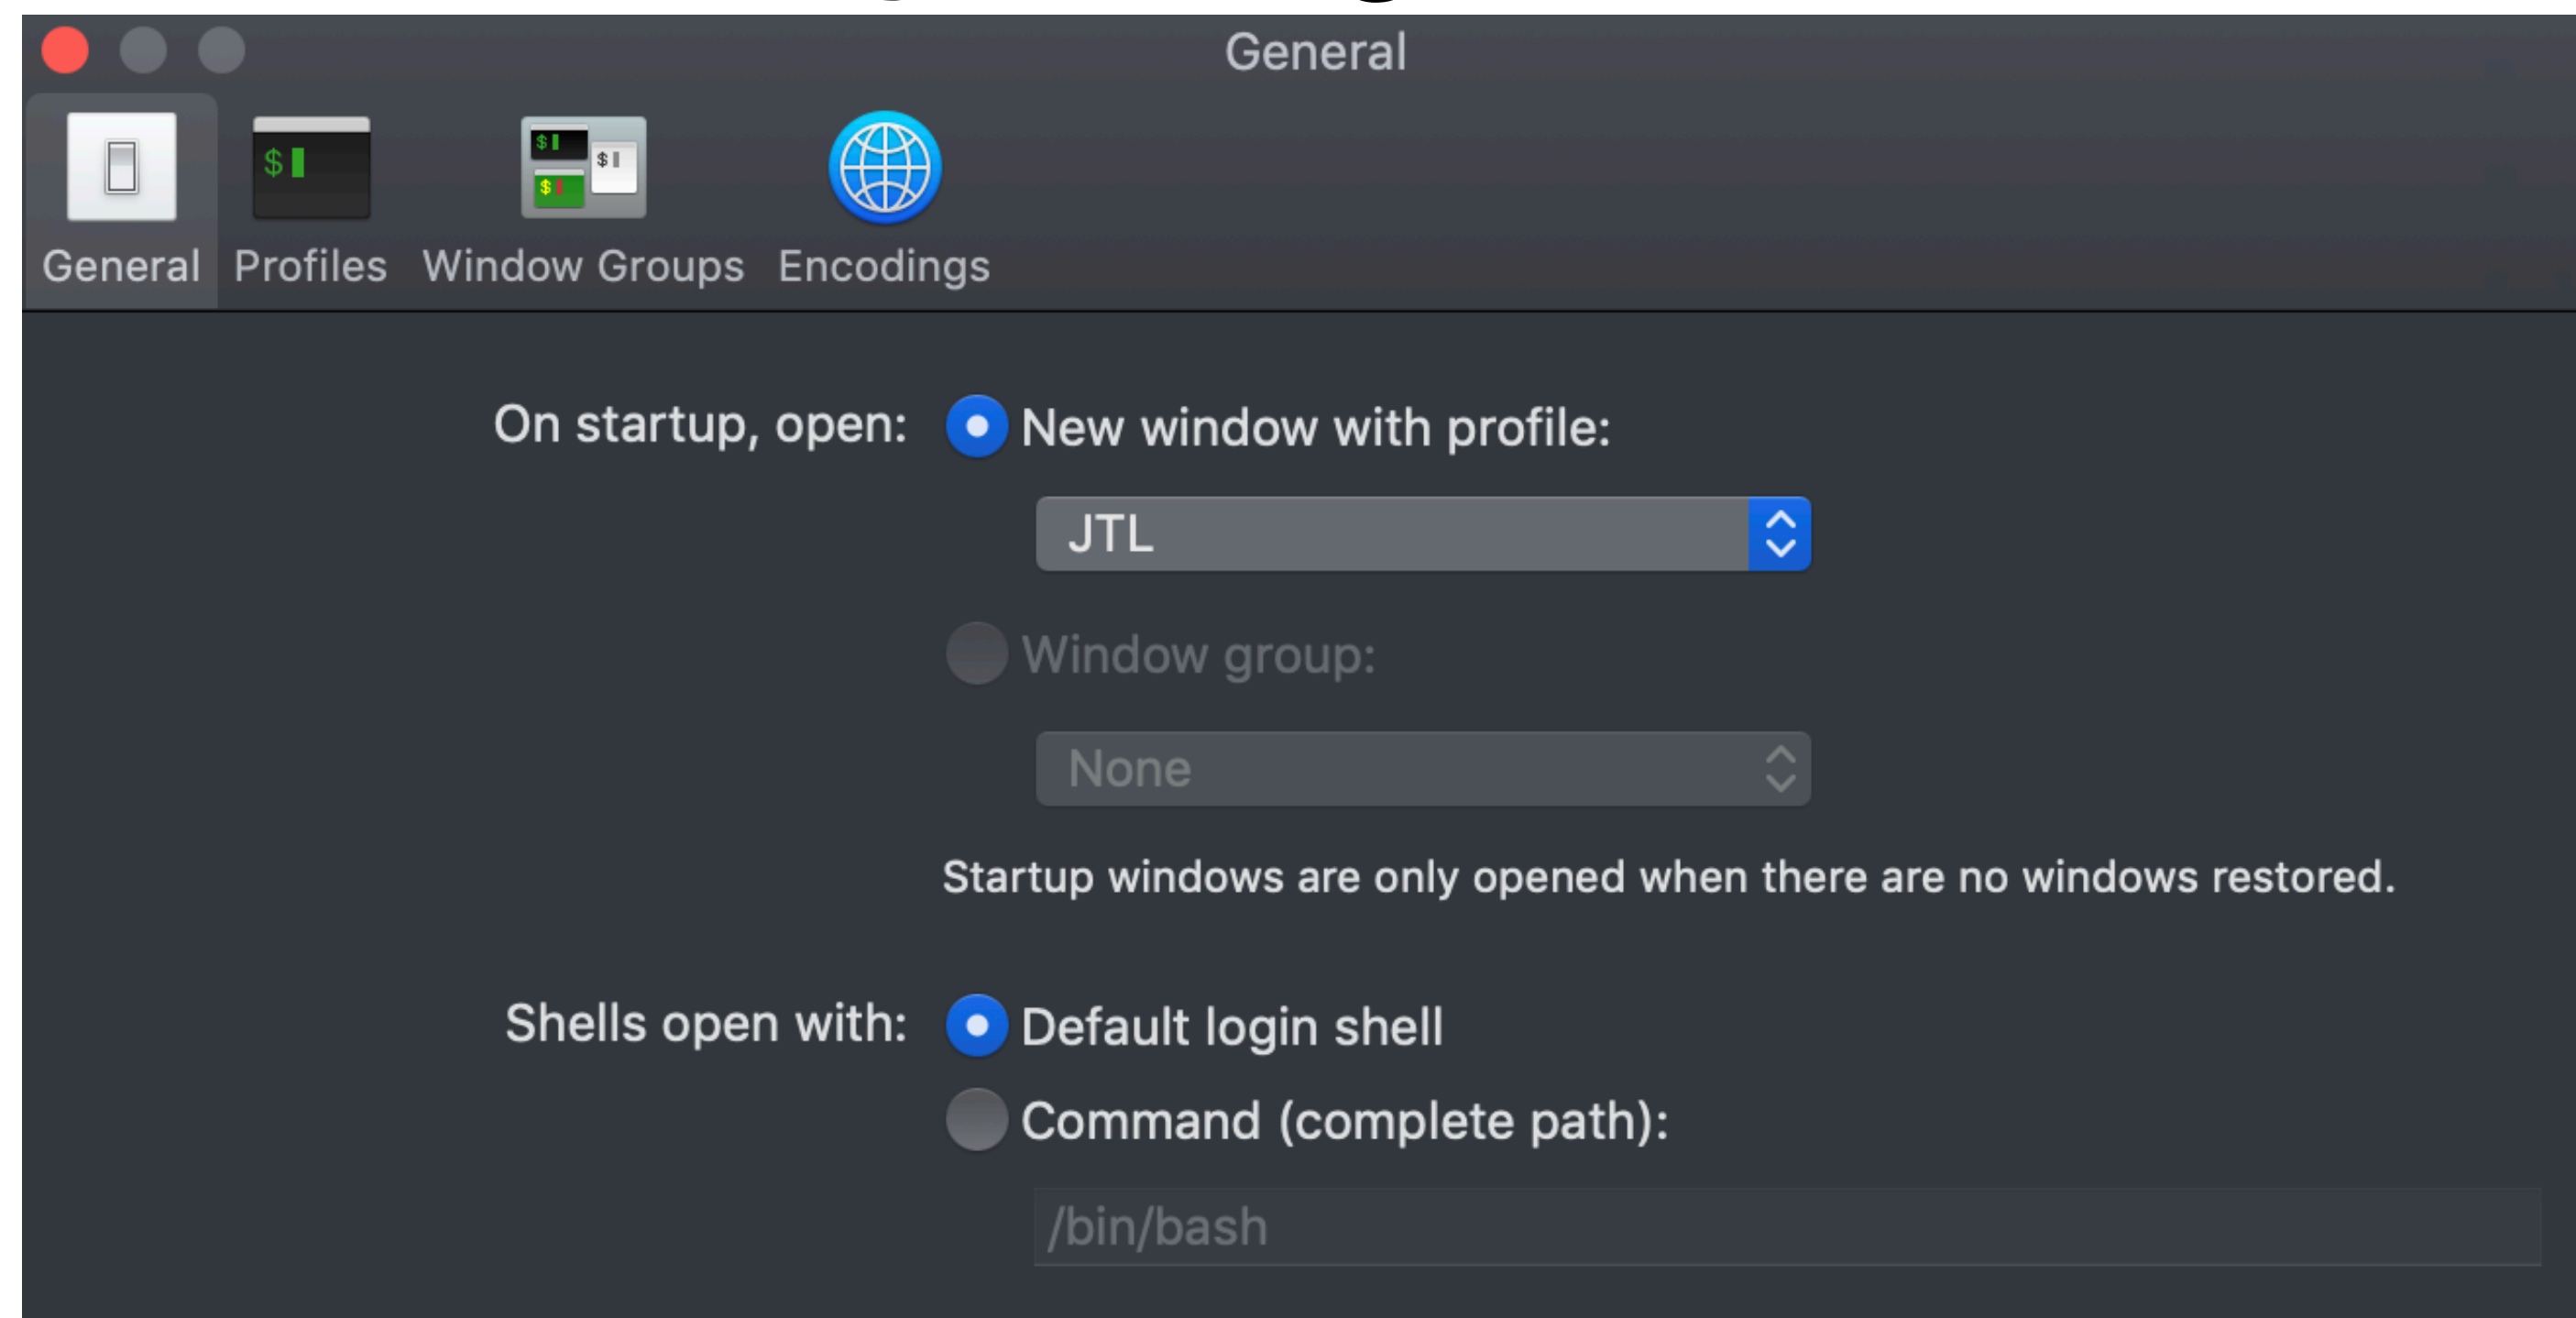 General
General Profiles Window Groups Encodings
On startup, open: New window with profile:
JTL
Window group:
None
Startup windows are only opened when there are no windows restored.
Shells open with: Default login shell
Command (complete path):
/bin/bash